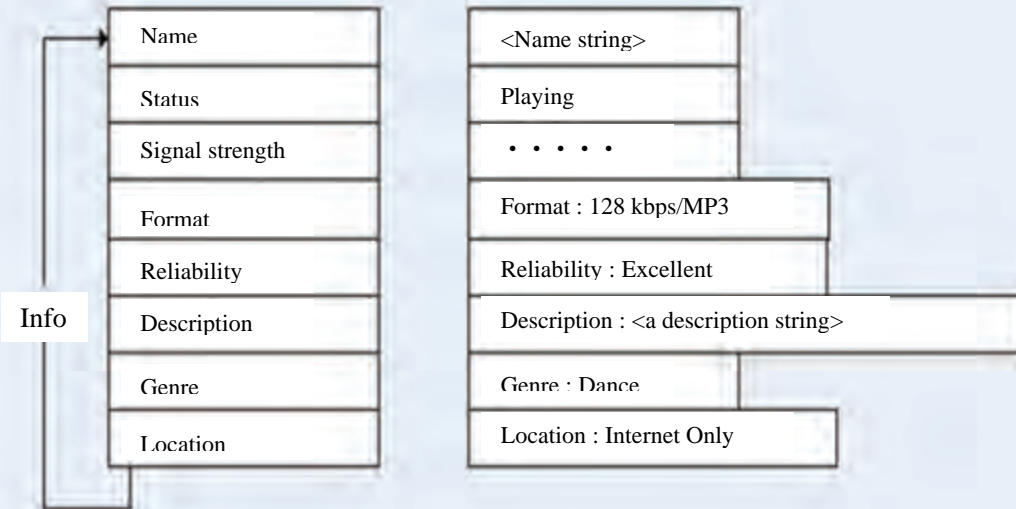 Name
<Name string>
Status
Playing
Signal strength
• • • • •
Format
Format : 128 kbps/MP3
Reliability
Reliability : Excellent
Info
Description
Description : <a description string>
Genre
Genre : Dance
Location
Location : Internet Only